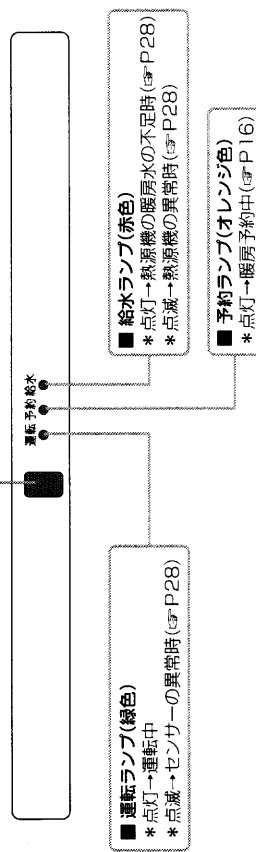 運転 予約 給水
■ 運転ランプ(緑色)
*点灯→運転中
*点滅→センサーの異常時(☞P28)
■ 給水ランプ(赤色)
*点灯→熱源機の暖房水の不足時(☞P28)
*点滅→熱源機の異常時(☞P28)
■ 予約ランプ(オレンジ色)
*点灯→暖房予約中(☞P16)